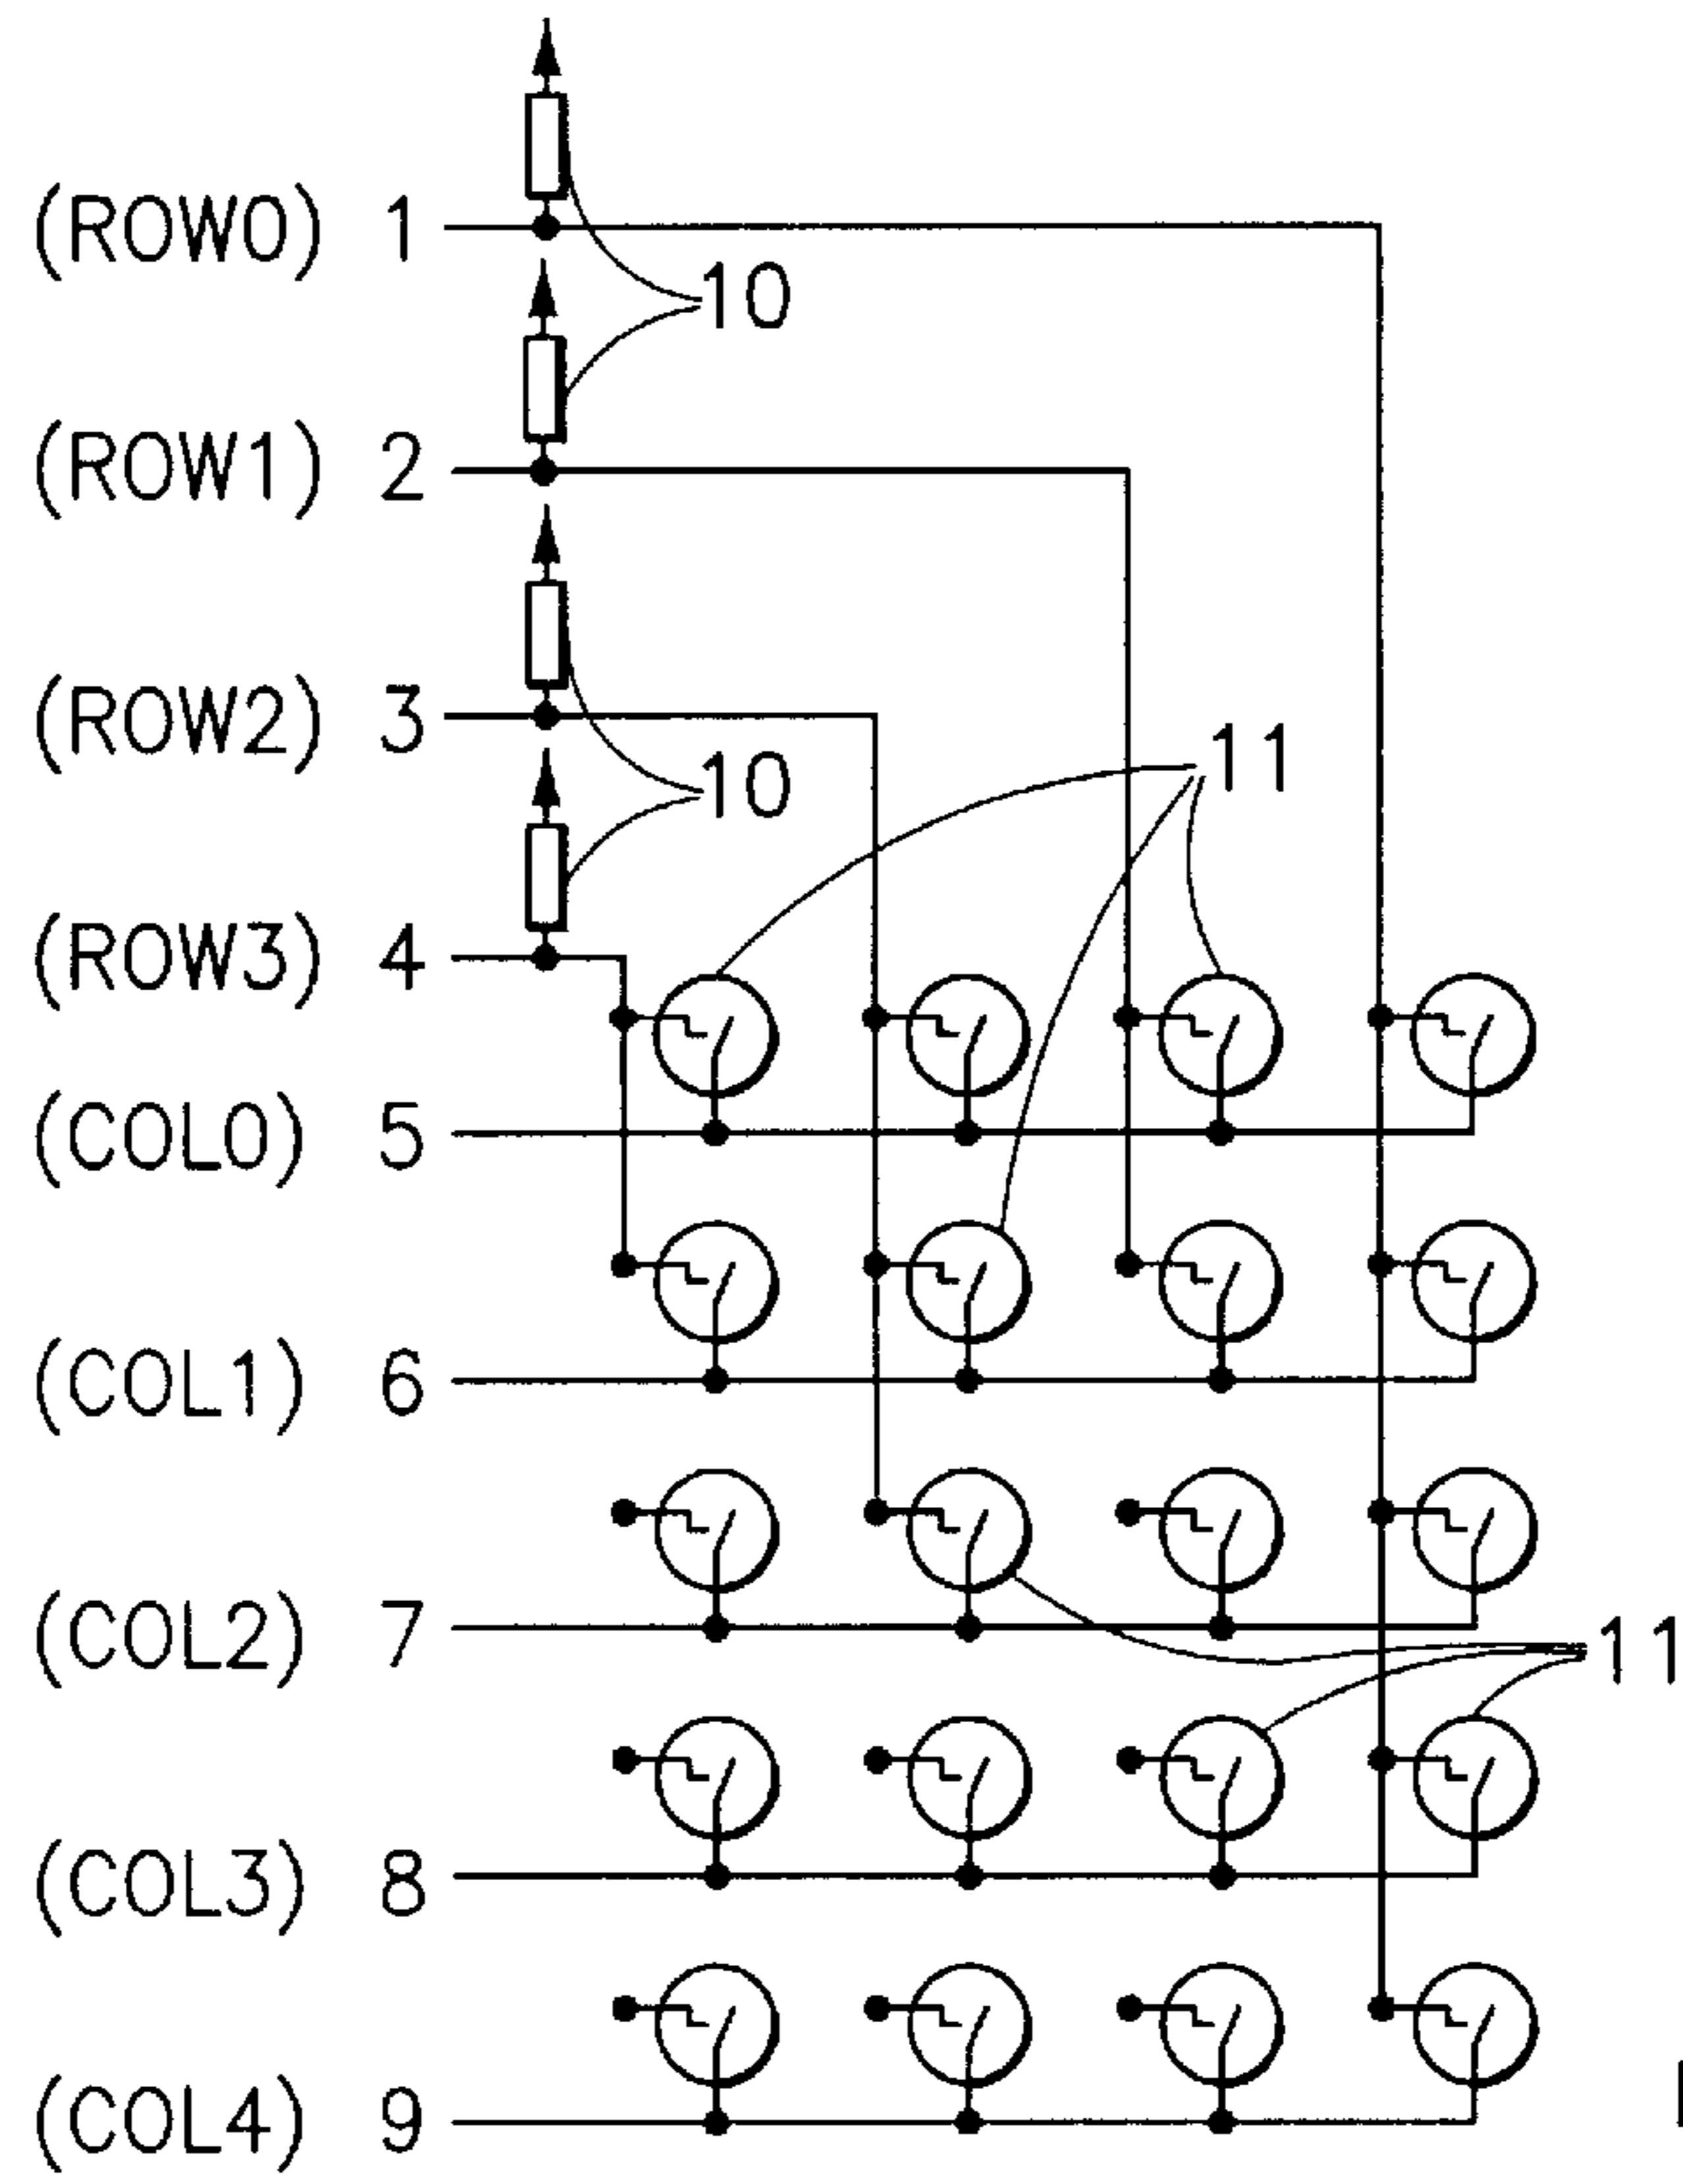 (ROW0) 1
10
(ROW1) 2
(ROW2) 3
11
10
(ROW3) 4
(COL0) 5
(COL1) 6
(COL2) 7
11
(COL3) 8
(COL4) 9